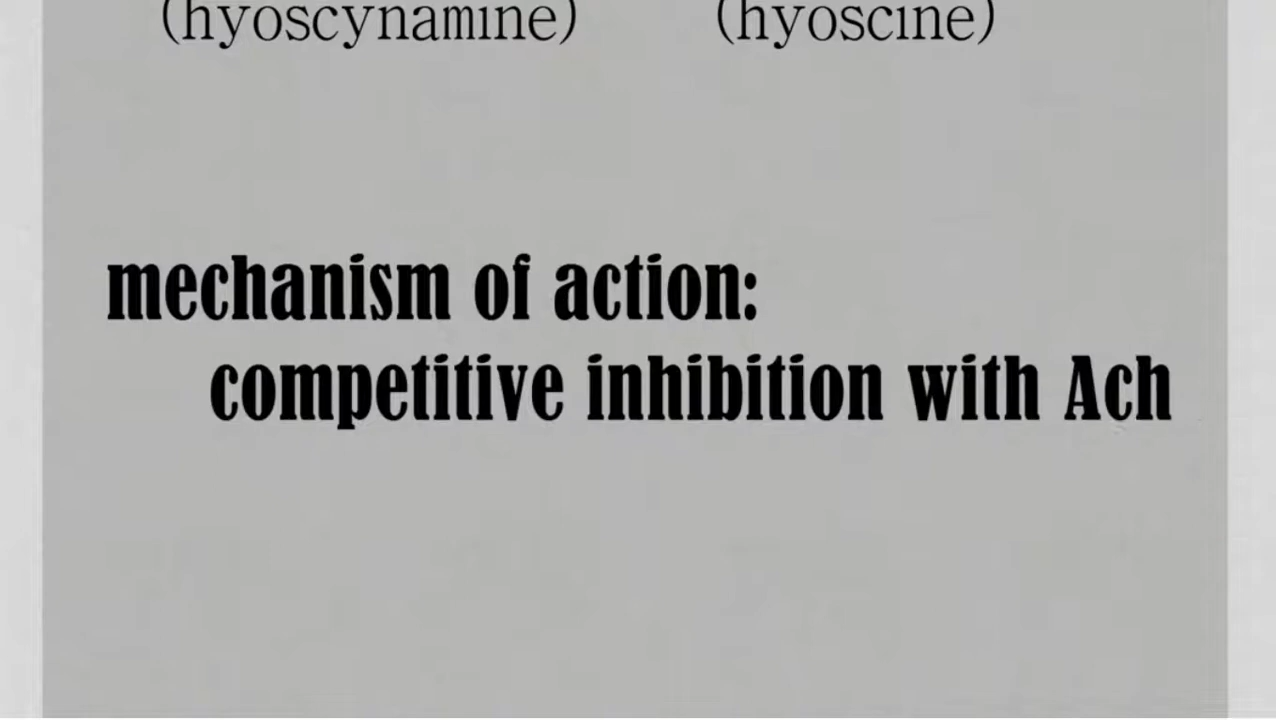 (hyoscynamine) (hyoscine)
mechanism of action:
competitive inhibition with Ach